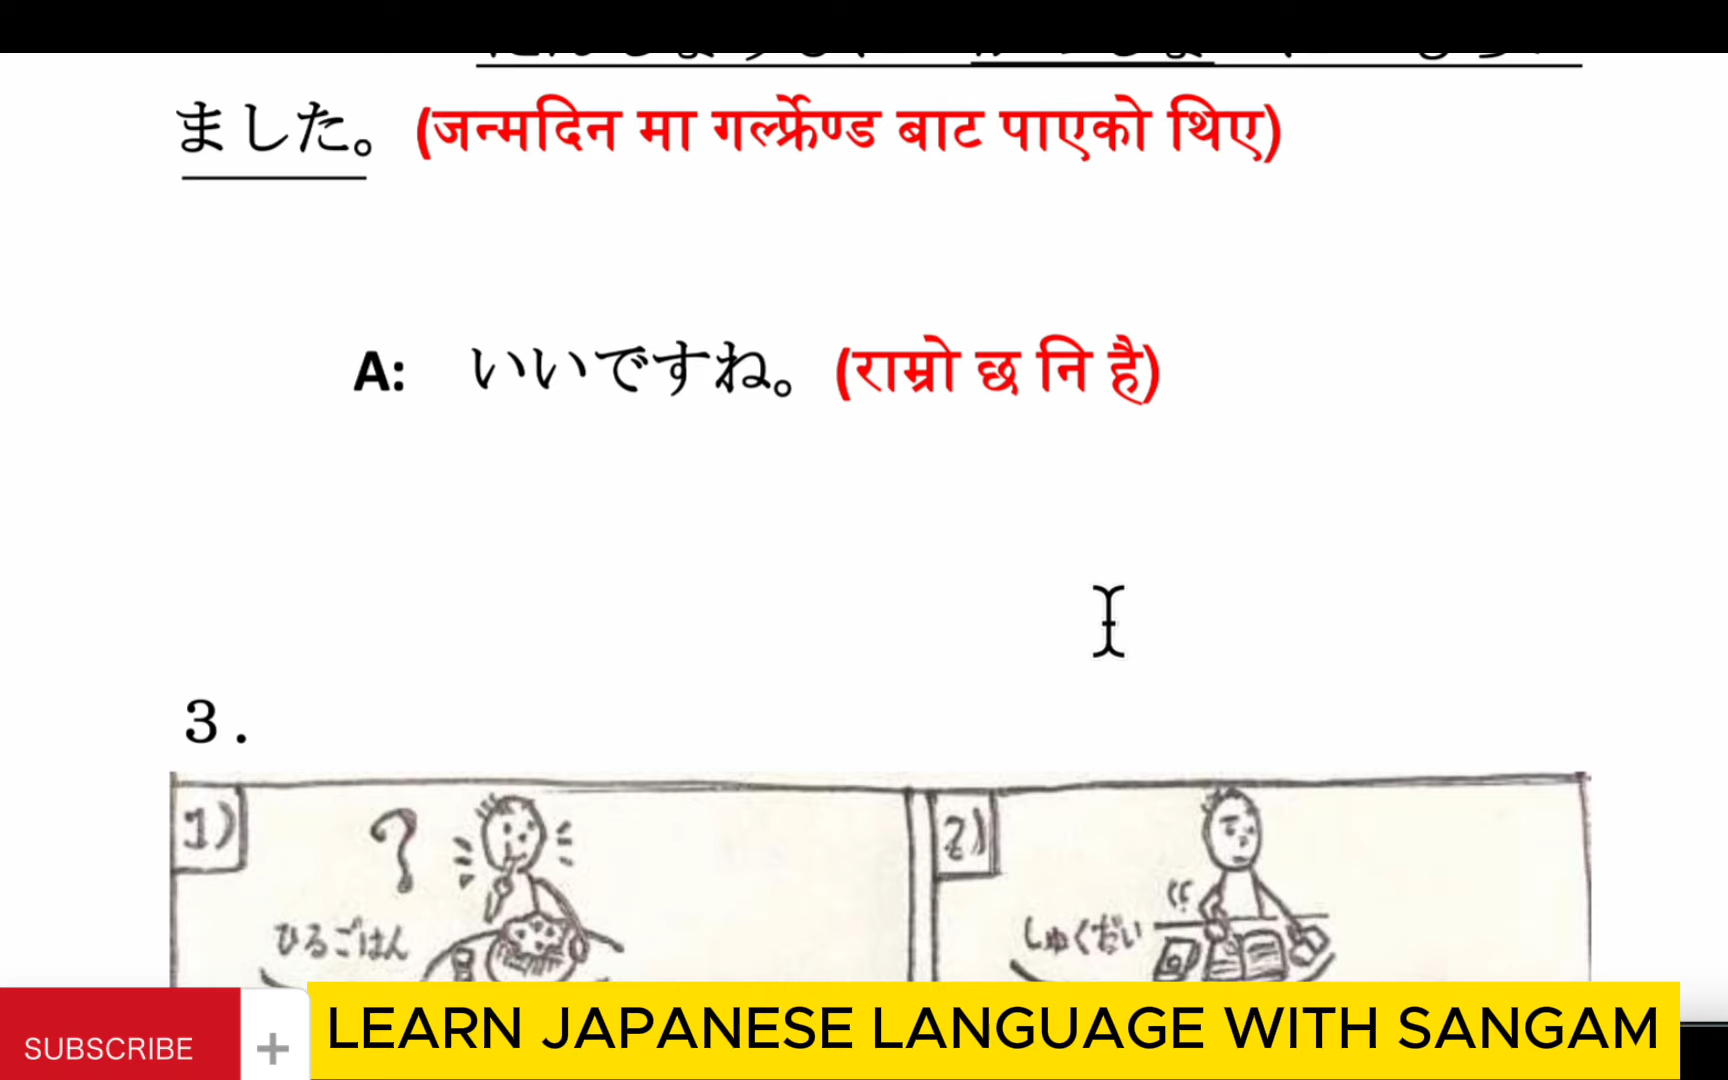 ました。(जन्मदिन मा गर्ल्फ्रेण्ड बाट पाएको थिए)
A: いいですね。(राम्रो छ नि है)
3.
1) ?
ひるごはん
2)
しゅくだい
SUBSCRIBE +
LEARN JAPANESE LANGUAGE WITH SANGAM